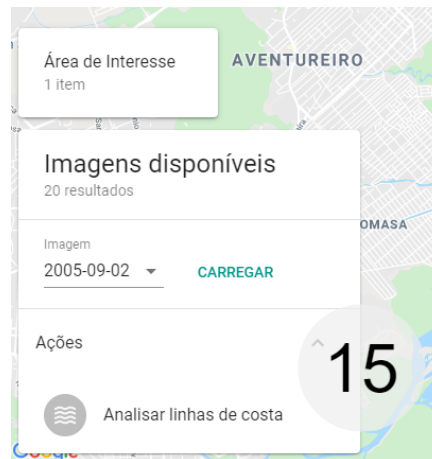 Área de Interesse
1 item
AVENTUREIRO
Imagens disponíveis
20 resultados
OMASA
Imagem
2005-09-02
CARREGAR
Ações
15
Analisar linhas de costa